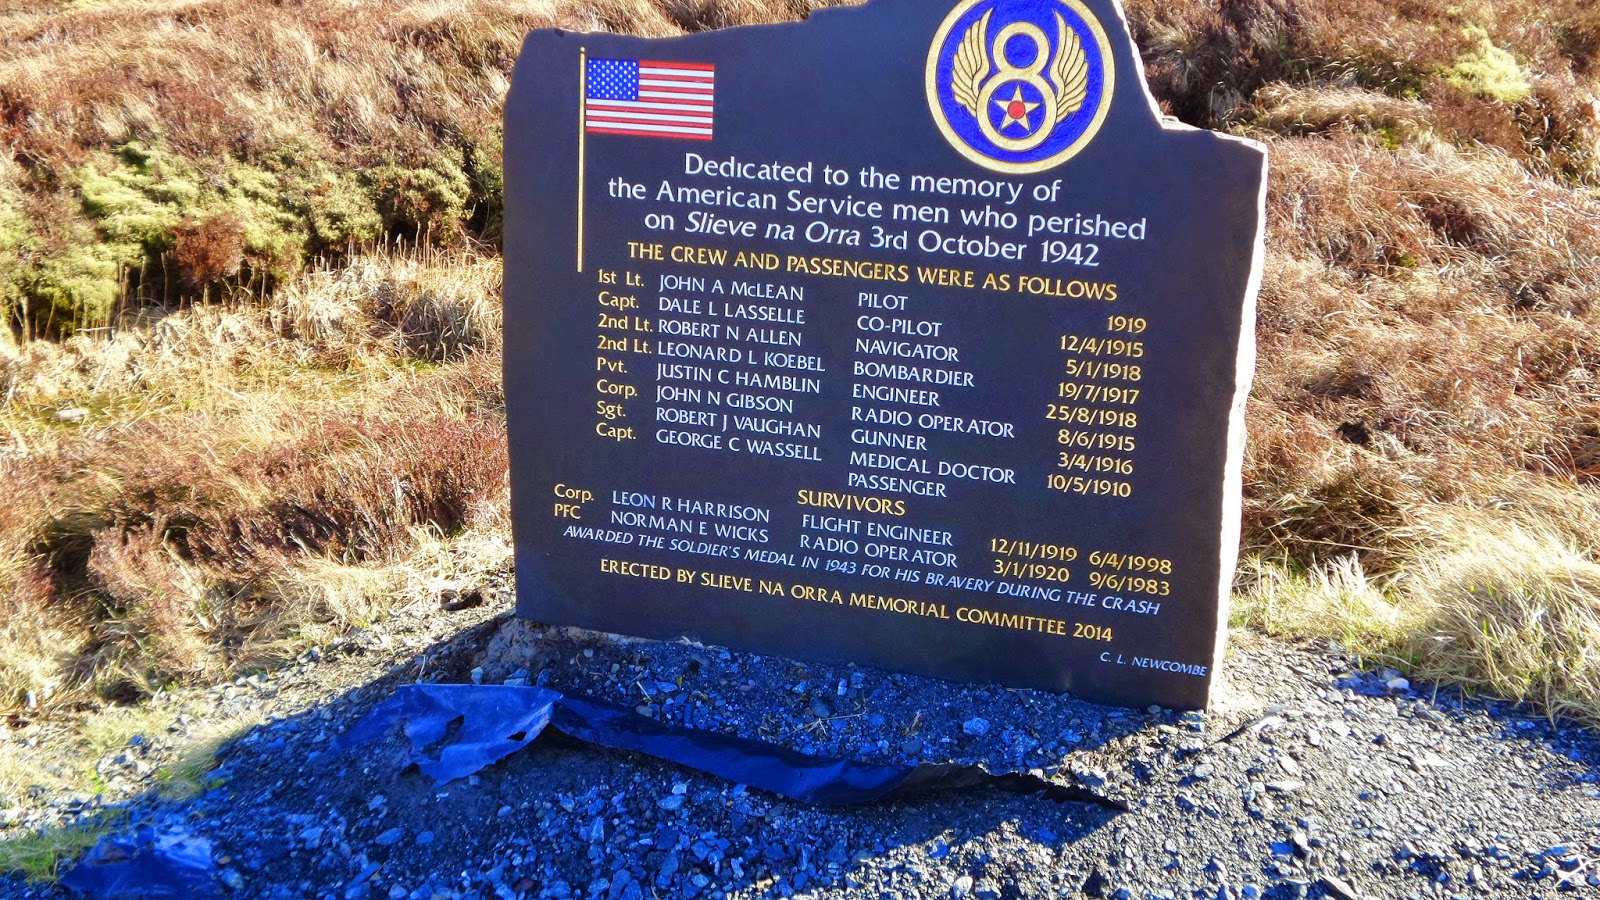 8
Dedicated to the memory of
the American Service men who perished
on Slieve na Orra 3rd October 1942
THE CREW AND PASSENGERS WERE AS FOLLOWS
1st Lt. JOHN A McLEAN PILOT 1919
Capt. DALE L LASSELLE CO-PILOT 12/4/1915
2nd Lt. ROBERT N ALLEN NAVIGATOR 5/1/1918
2nd Lt. LEONARD L KOEBEL BOMBARDIER 19/7/1917
Pvt. JUSTIN C HAMBLIN ENGINEER 25/8/1918
Corp. JOHN N GIBSON RADIO OPERATOR 8/6/1915
Sgt. ROBERT J VAUGHAN GUNNER 3/4/1916
Capt. GEORGE C WASSELL MEDICAL DOCTOR 10/5/1910
PASSENGER
SURVIVORS
Corp. LEON R HARRISON FLIGHT ENGINEER 12/11/1919 6/4/1998
PFC NORMAN E WICKS RADIO OPERATOR 3/1/1920 9/6/1983
AWARDED THE SOLDIER'S MEDAL IN 1943 FOR HIS BRAVERY DURING THE CRASH
ERECTED BY SLIEVE NA ORRA MEMORIAL COMMITTEE 2014
C. L. NEWCOMBE